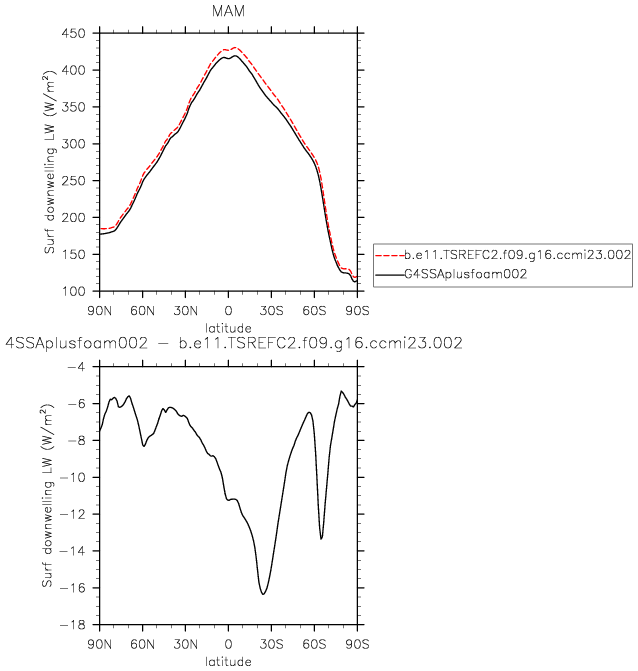 MAM
450
400
350
300
250
200
150
100
Surf downwelling LW (W/m²)
90N 60N 30N 0 30S 60S 90S
latitude
b.e11.TSREFC2.f09.g16.ccmi23.002
G4SSAplusfoam002
4SSAplusfoam002 − b.e11.TSREFC2.f09.g16.ccmi23.002
−4
−6
−8
−10
−12
−14
−16
−18
Surf downwelling LW (W/m²)
90N 60N 30N 0 30S 60S 90S
latitude